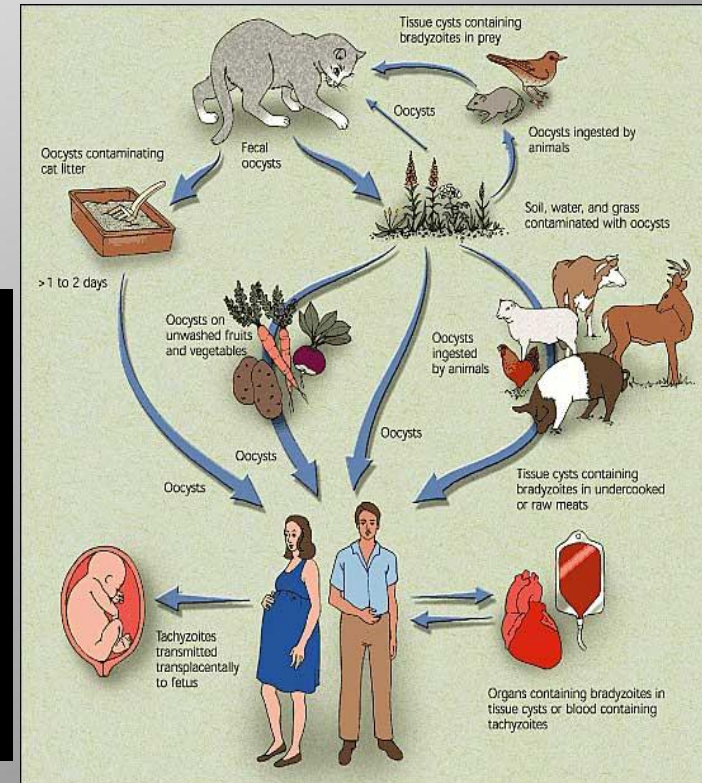 Tissue cysts containing
bradyzoites in prey
Oocysts
Oocysts ingested by
animals
Fecal
oocysts
Oocysts contaminating
cat litter
Soil, water, and grass
contaminated with oocysts
>1 to 2 days
Oocysts on
unwashed fruits
and vegetables
Oocysts
ingested
by animals
Oocysts
Oocysts
Oocysts
Tissue cysts containing
bradyzoites in undercooked
or raw meats
Tachyzoites
transmitted
transplacentally
to fetus
Organs containing bradyzoites in
tissue cysts or blood containing
tachyzoites